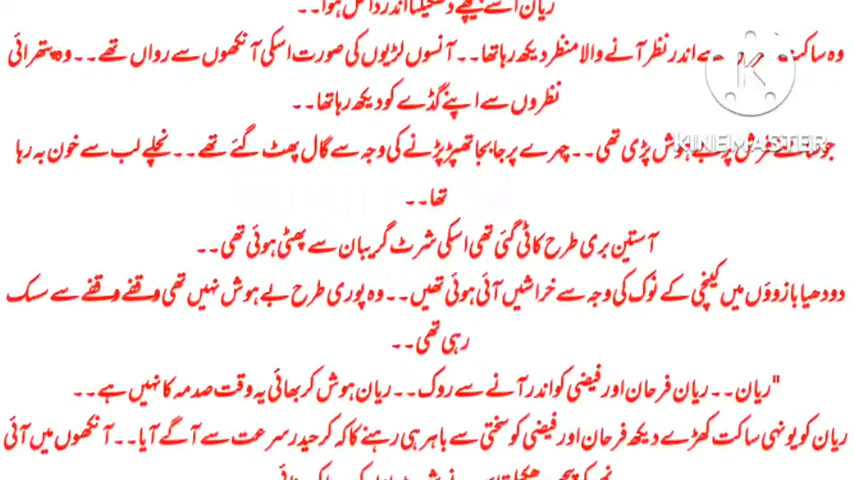 ریان اسے پیچھے دھکیلتا اندر داخل ہوا۔۔
وہ ساکت سے اندر نظر آنے والا منظر دیکھ رہا تھا۔۔ آنسوں لڑیوں کی صورت اسکی آنکھوں سے رواں تھے۔۔ وہ پتھرائی
نظروں سے اپنے گڈے کو دیکھ رہا تھا۔۔
جو سامنے فرش پر بے ہوش پڑی تھی۔۔ چہرے پر جابجا تھپڑ پڑنے کی وجہ سے گال پھٹ گئے تھے۔۔ نچلے لب سے خون بہ رہا
تھا۔۔
آستین بری طرح کاٹی گئی تھی اسکی شرٹ گریبان سے پھٹی ہوئی تھی۔۔
دودھیا بازوؤں میں کینچی کے نوک کی وجہ سے خراشیں آئی ہوئی تھیں۔۔ وہ پوری طرح بے ہوش نہیں تھی وقفے وقفے سے سسک
رہی تھی۔۔
"ریان۔۔ ریان فرحان اور فیضی کو اندر آنے سے روک۔۔ ریان ہوش کر بھائی یہ وقت صدمہ کا نہیں ہے۔۔
ریان کو یونہی ساکت کھڑے دیکھ فرحان اور فیضی کو سختی سے باہر ہی رہنے کا کہ کر حیدر سرعت سے آگے آیا۔۔ آنکھوں میں آئی
KINEMASTER